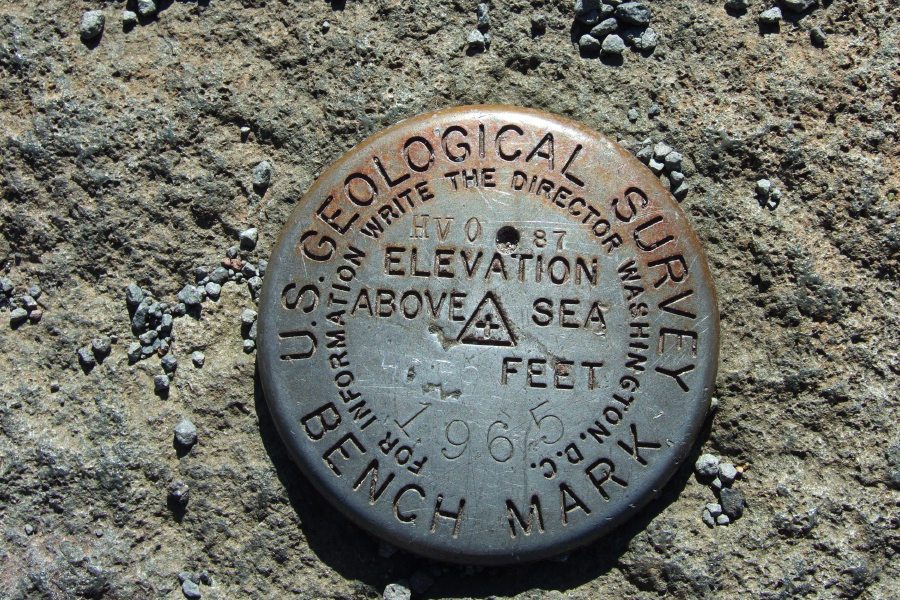 U.S. GEOLOGICAL SURVEY
BENCH MARK
FOR INFORMATION WRITE THE DIRECTOR WASHINGTON, D.C.
HVO 87
ELEVATION
ABOVE SEA
FEET
1965